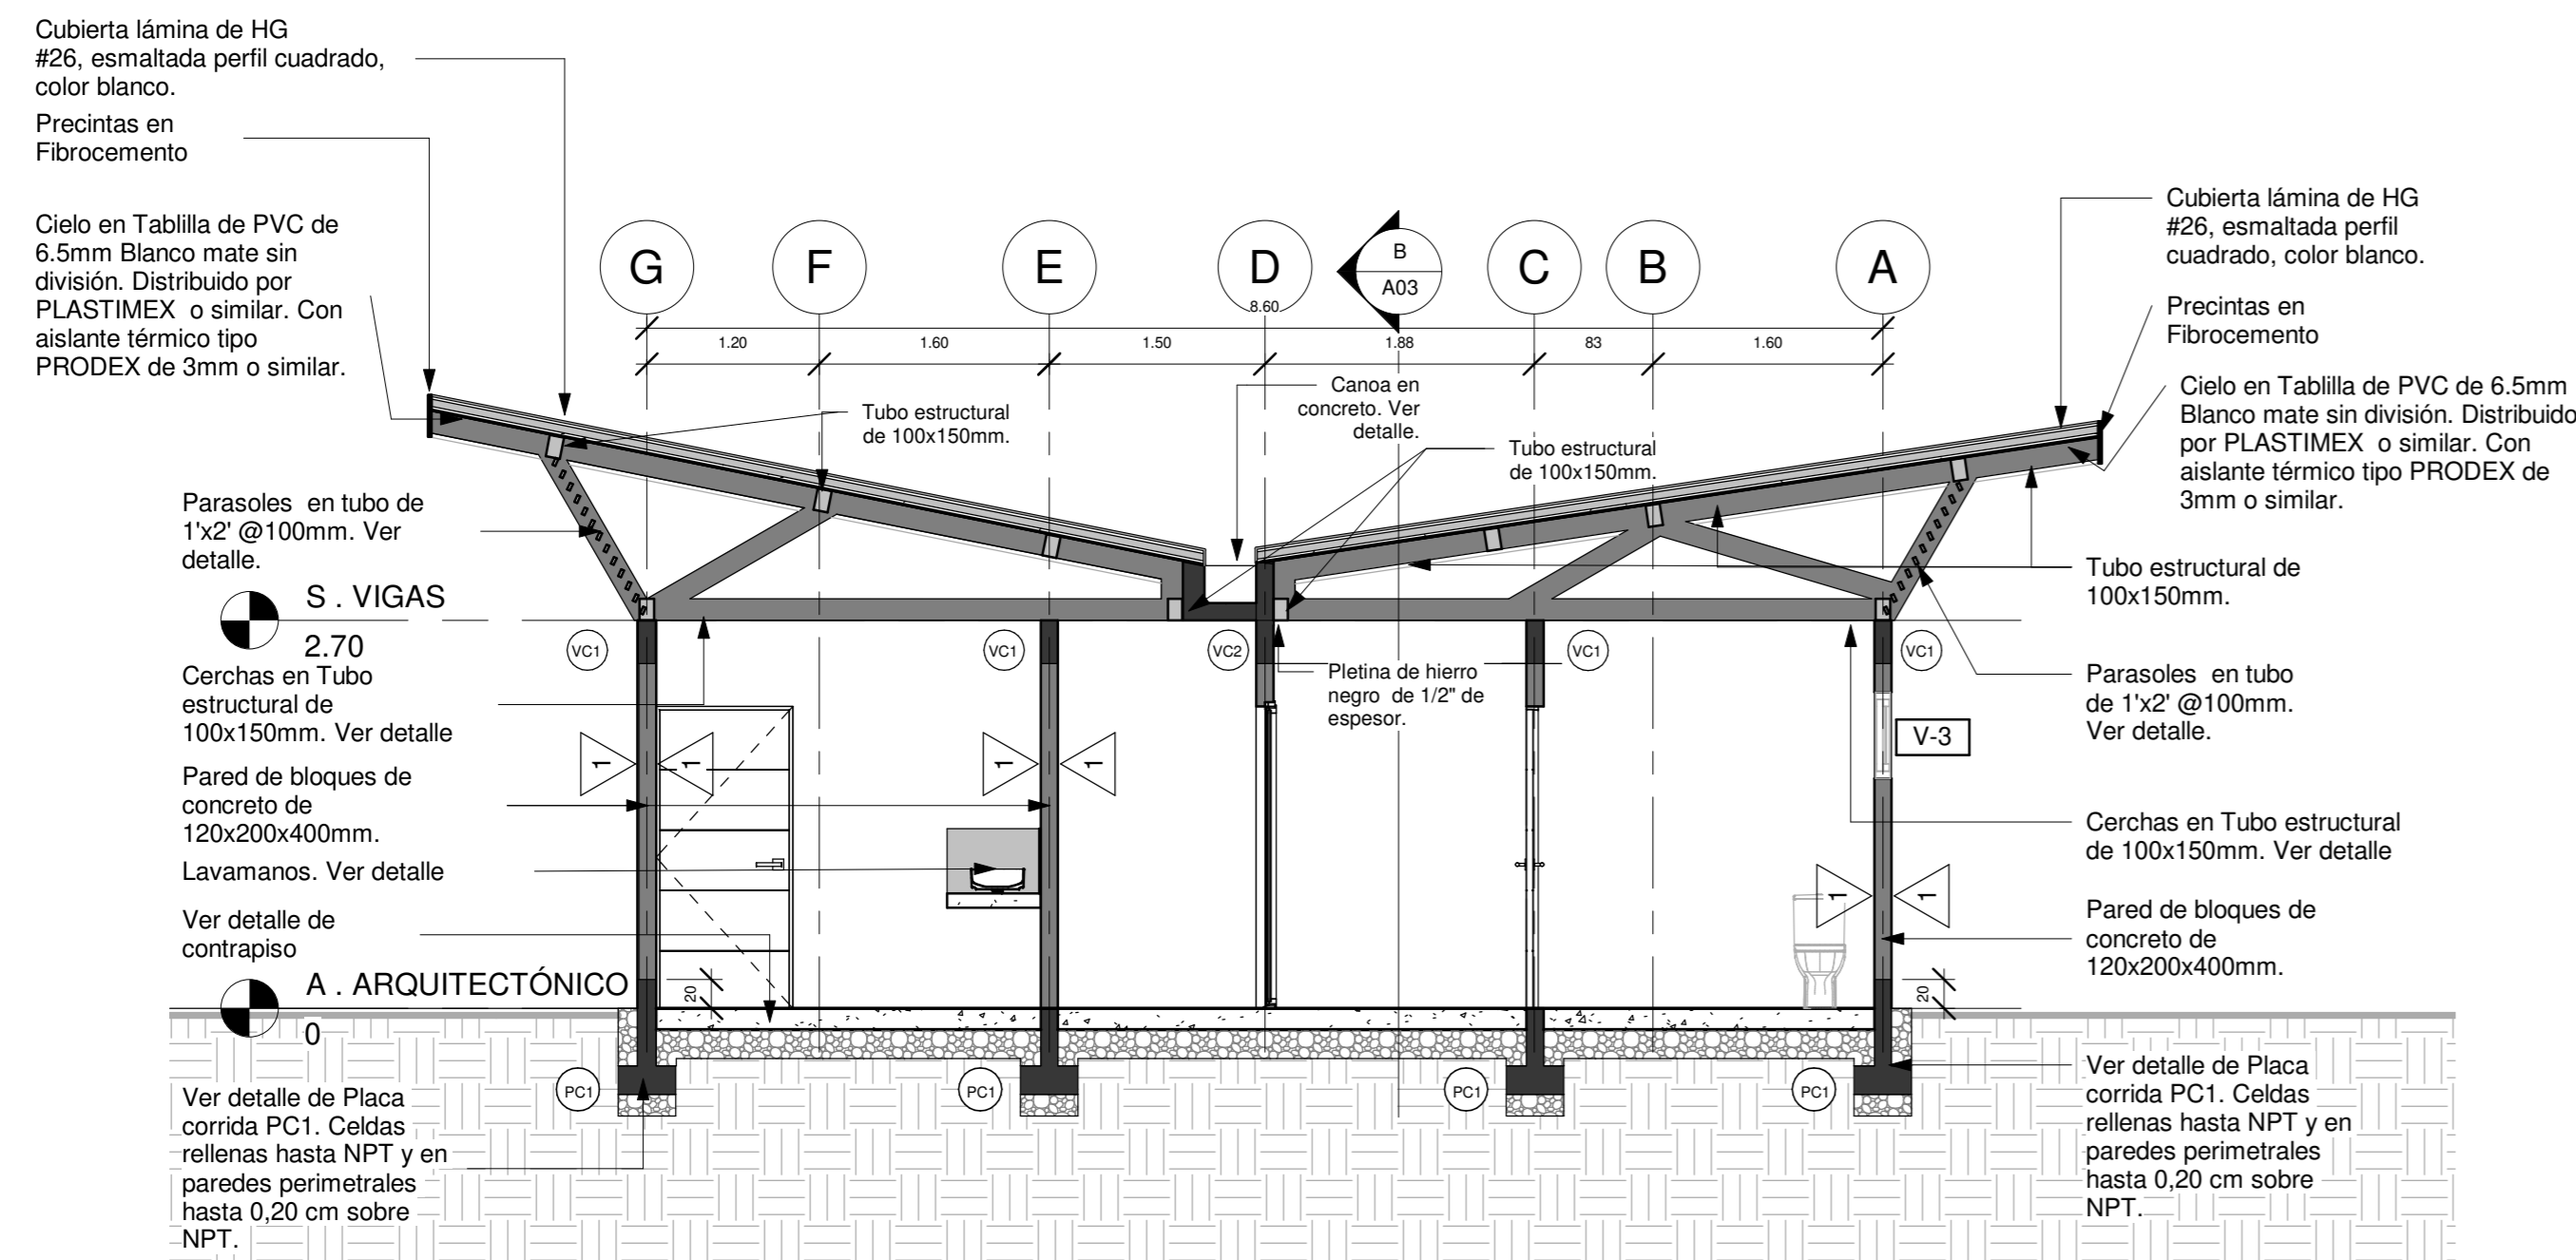 Cubierta lámina de HG
#26, esmaltada perfil cuadrado,
color blanco.
Precintas en
Fibrocemento
Cielo en Tablilla de PVC de
6.5mm Blanco mate sin
división. Distribuido por
PLASTIMEX o similar. Con
aislante térmico tipo
PRODEX de 3mm o similar.
Parasoles en tubo de
1'x2' @100mm. Ver
detalle.
S . VIGAS
2.70
Cerchas en Tubo
estructural de
100x150mm. Ver detalle
Pared de bloques de
concreto de
120x200x400mm.
Lavamanos. Ver detalle
Ver detalle de
contrapiso
A . ARQUITECTÓNICO
0
Ver detalle de Placa
corrida PC1. Celdas
rellenas hasta NPT y en
paredes perimetrales
hasta 0,20 cm sobre
NPT.
G
F
E
D
B
A03
C
B
A
8.60
1.20
1.60
1.50
1.88
83
1.60
Tubo estructural
de 100x150mm.
Canoa en
concreto. Ver
detalle.
Tubo estructural
de 100x150mm.
VC1
VC1
VC2
VC1
VC1
Pletina de hierro
negro de 1/2" de
espesor.
V-3
1
1
1
1
1
1
20
20
PC1
PC1
PC1
PC1
Cubierta lámina de HG
#26, esmaltada perfil
cuadrado, color blanco.
Precintas en
Fibrocemento
Cielo en Tablilla de PVC de 6.5mm
Blanco mate sin división. Distribuido
por PLASTIMEX o similar. Con
aislante térmico tipo PRODEX de
3mm o similar.
Tubo estructural de
100x150mm.
Parasoles en tubo
de 1'x2' @100mm.
Ver detalle.
Cerchas en Tubo estructural
de 100x150mm. Ver detalle
Pared de bloques de
concreto de
120x200x400mm.
Ver detalle de Placa
corrida PC1. Celdas
rellenas hasta NPT y en
paredes perimetrales
hasta 0,20 cm sobre
NPT.